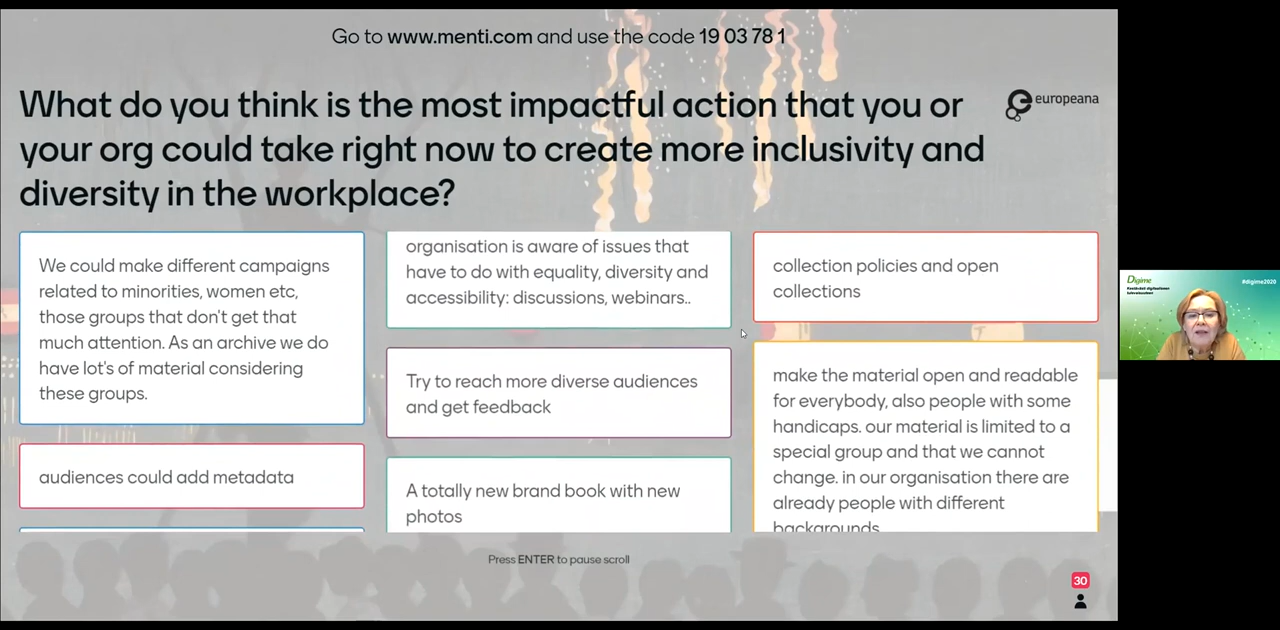 Go to www.menti.com and use the code 19 03 78 1
What do you think is the most impactful action that you or
your org could take right now to create more inclusivity and
diversity in the workplace?
europeana
We could make different campaigns
related to minorities, women etc,
those groups that don't get that
much attention. As an archive we do
have lot's of material considering
these groups.
audiences could add metadata
organisation is aware of issues that
have to do with equality, diversity and
accessibility: discussions, webinars..
Try to reach more diverse audiences
and get feedback
A totally new brand book with new
photos
collection policies and open
collections
make the material open and readable
for everybody, also people with some
handicaps. our material is limited to a
special group and that we cannot
change. in our organisation there are
already people with different
backgrounds
Press ENTER to pause scroll
30
Digime
#digime2020